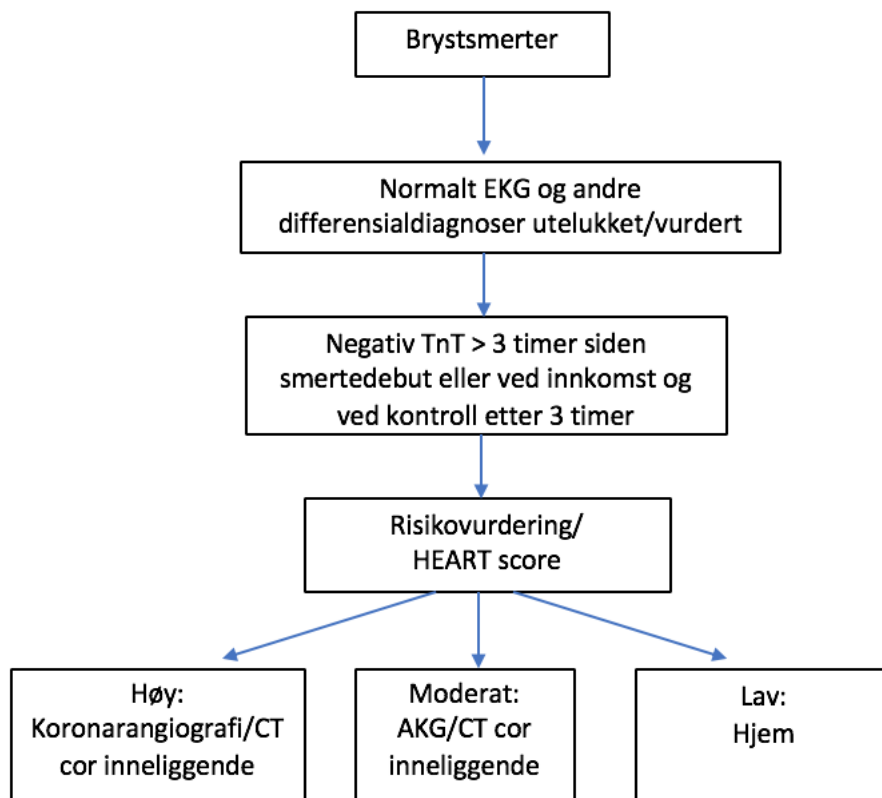 Brystsmerter
Normalt EKG og andre
differensialdiagnoser utelukket/vurdert
Negativ TnT > 3 timer siden
smertedebut eller ved innkomst og
ved kontroll etter 3 timer
Risikovurdering/
HEART score
Høy:
Koronarangiografi/CT
cor inneliggende
Moderat:
AKG/CT cor
inneliggende
Lav:
Hjem